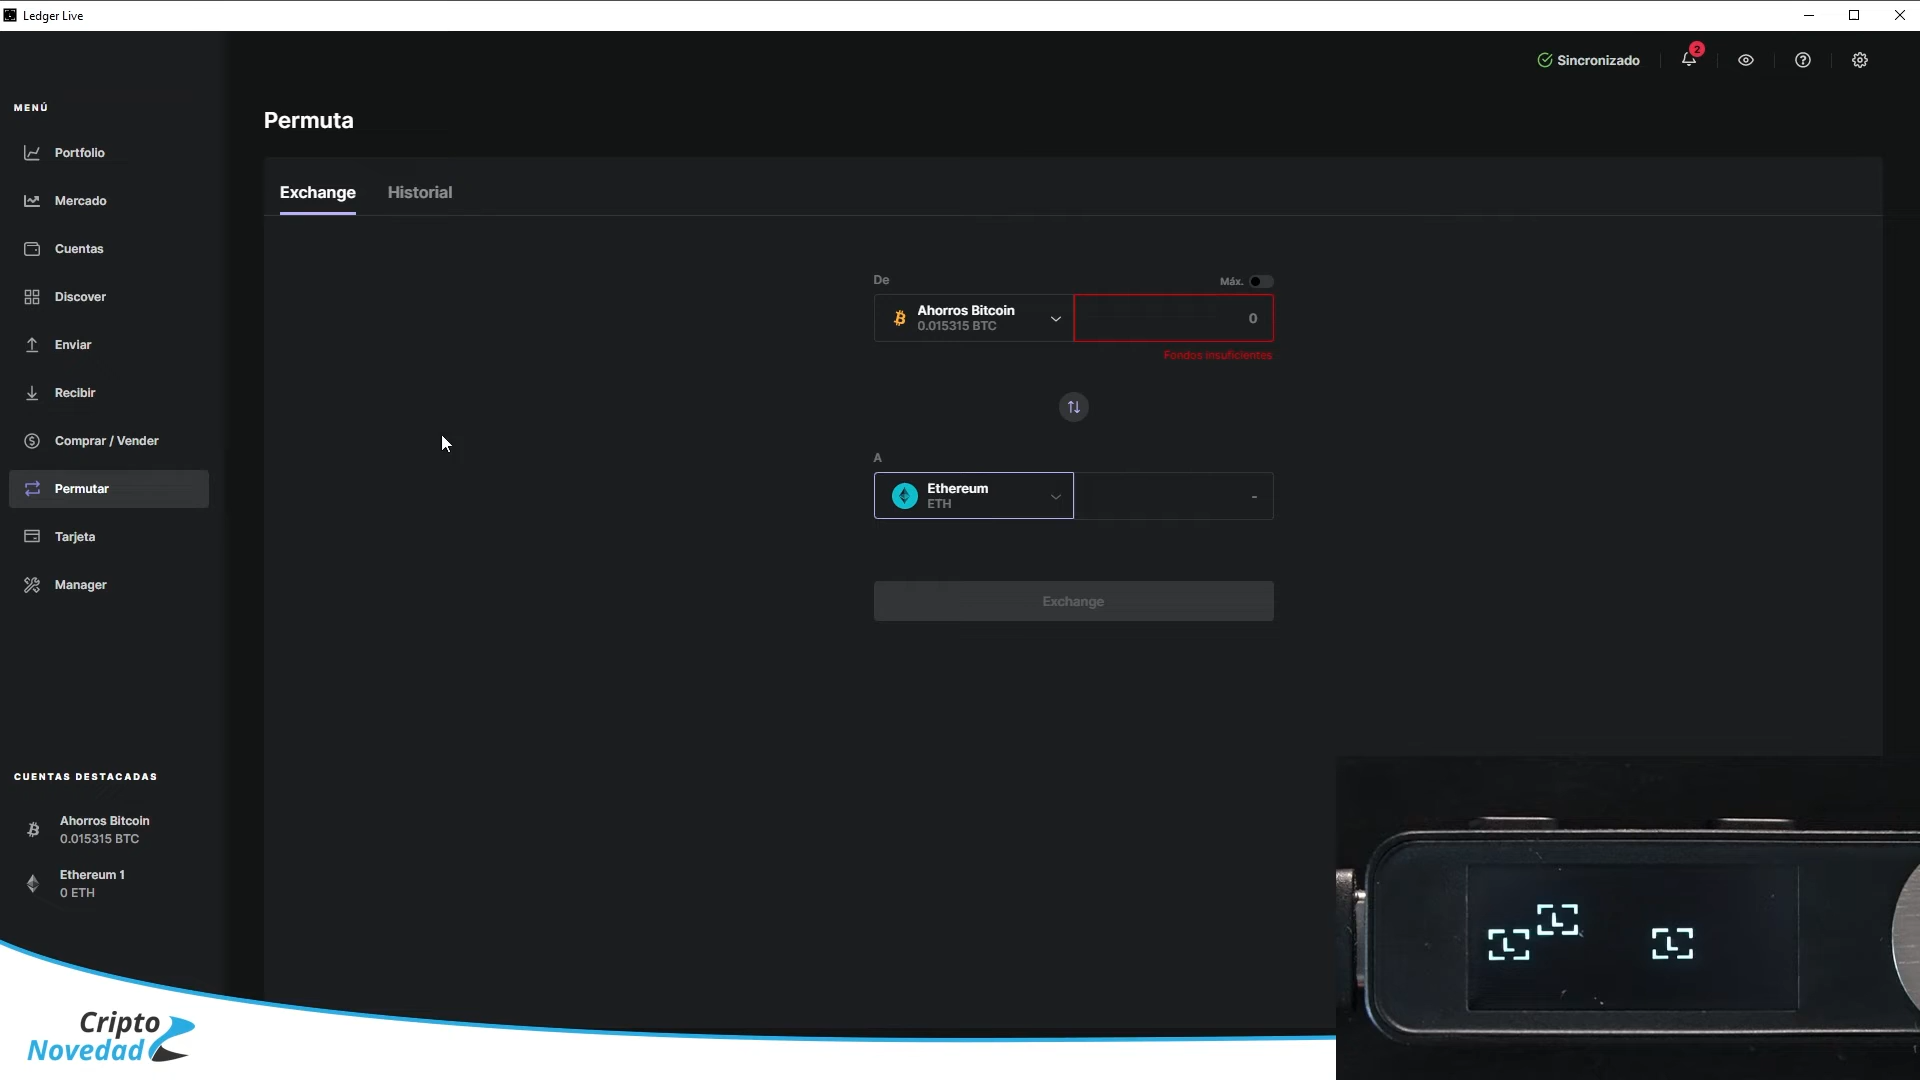 Ledger Live
Sincronizado
2
MENÚ
Portfolio
Mercado
Cuentas
Discover
Enviar
Recibir
Comprar / Vender
Permutar
Tarjeta
Manager
CUENTAS DESTACADAS
Ahorros Bitcoin
0.015315 BTC
Ethereum 1
0 ETH
Permuta
Exchange
Historial
De
Máx.
Ahorros Bitcoin
0.015315 BTC
0
Fondos insuficientes
A
Ethereum
ETH
-
Exchange
Cripto
Novedad